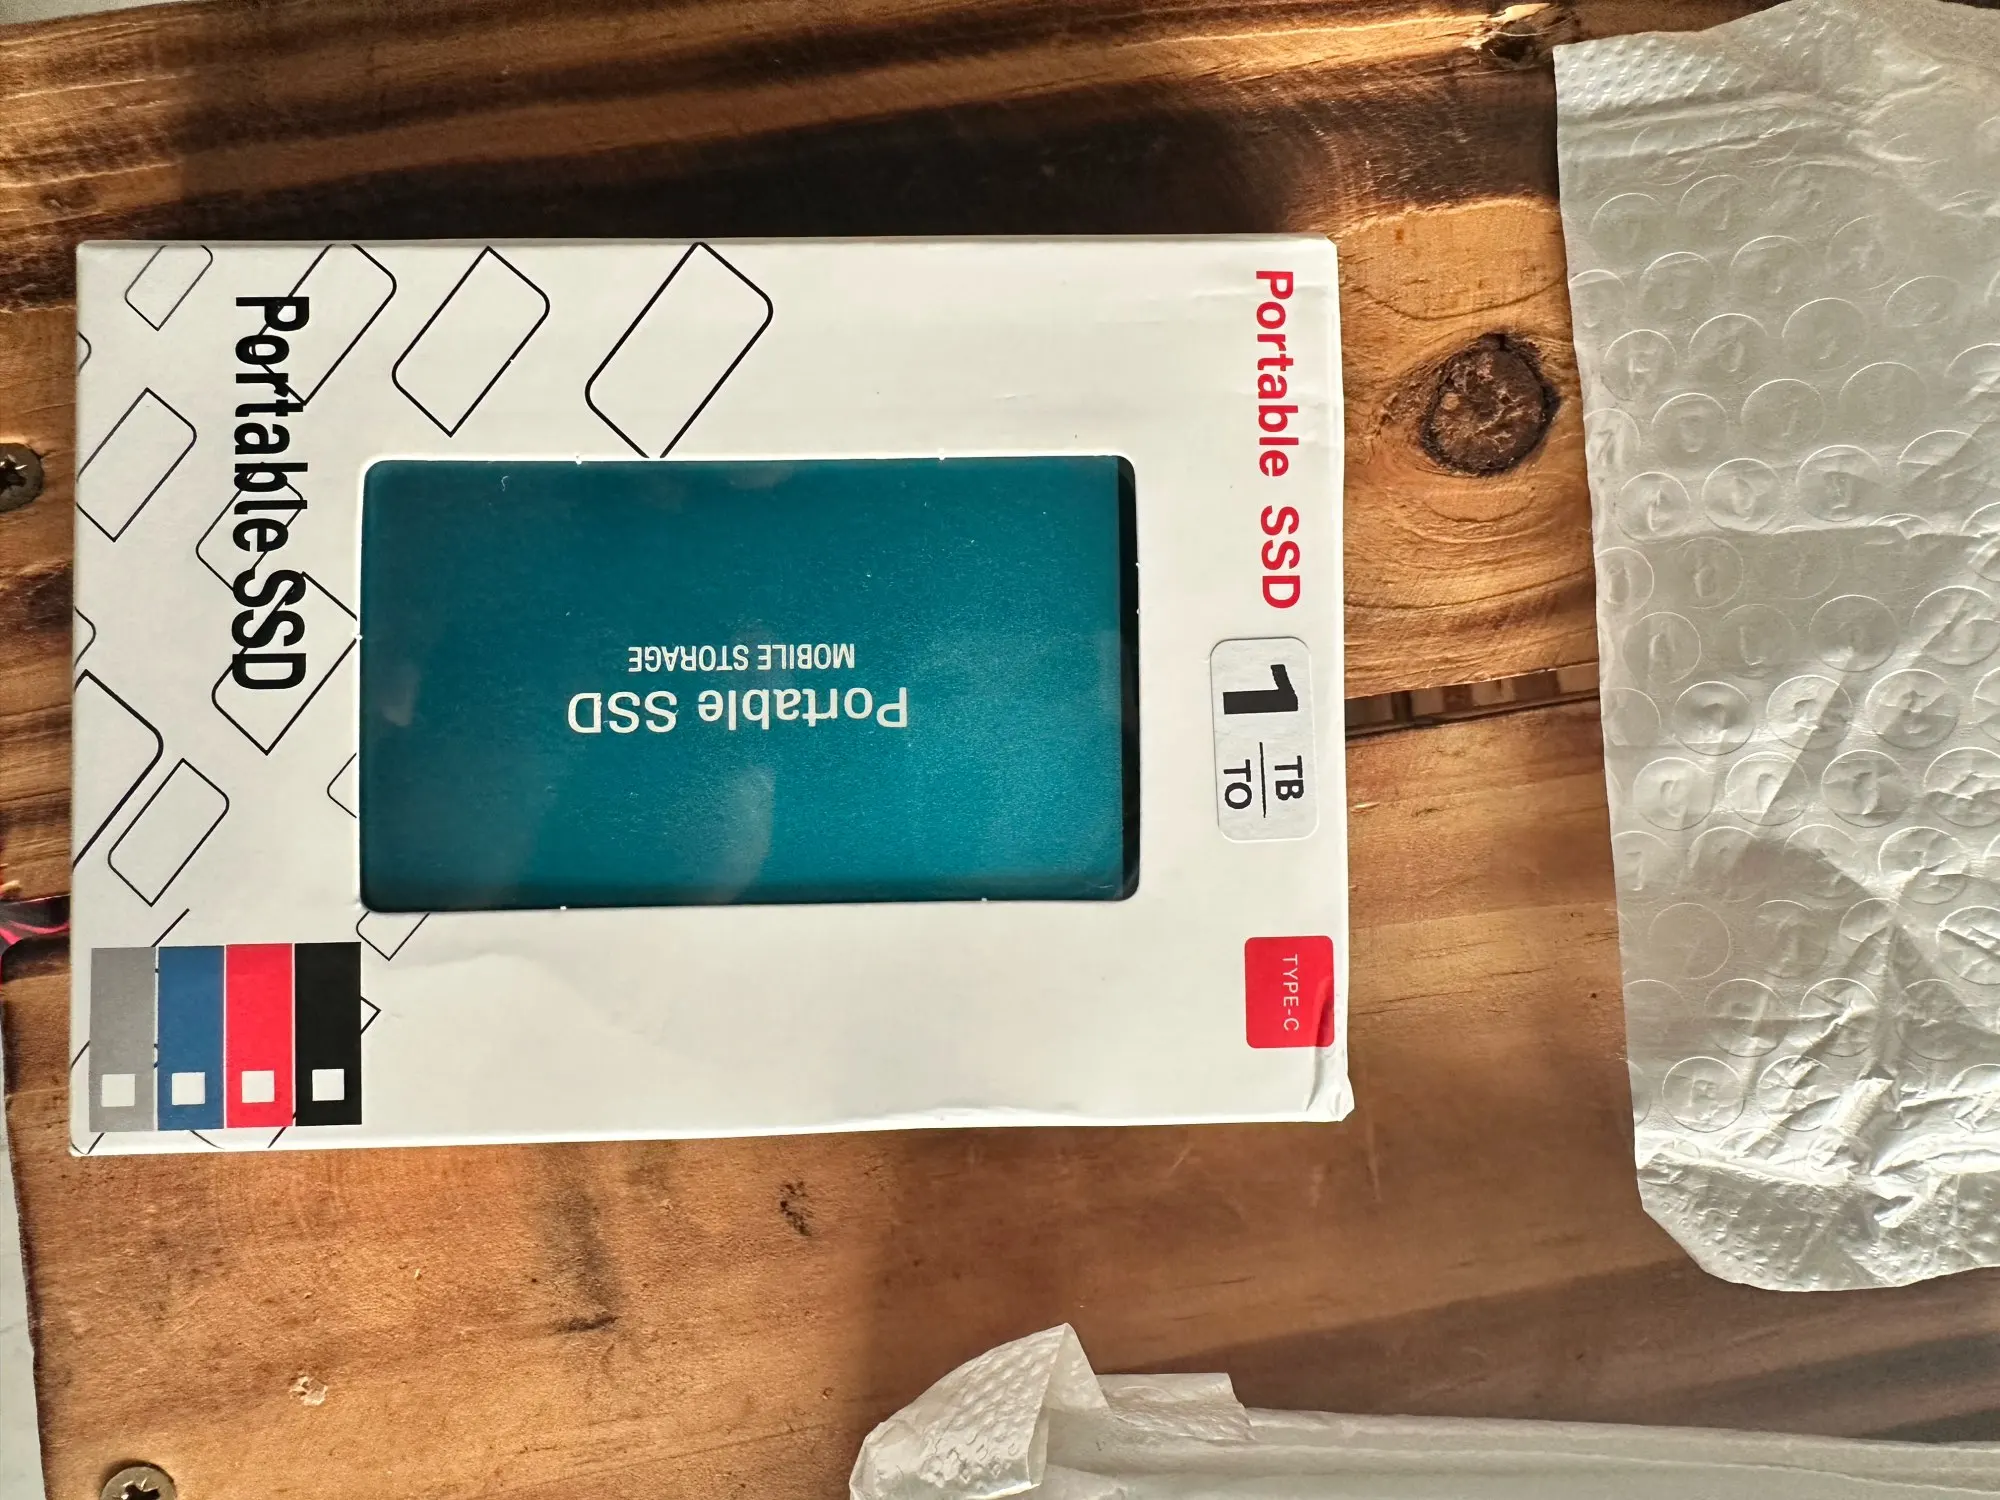 Portable SSD
1 TB
TO
TYPE-C
Portable SSD
MOBILE STORAGE
Portable SSD